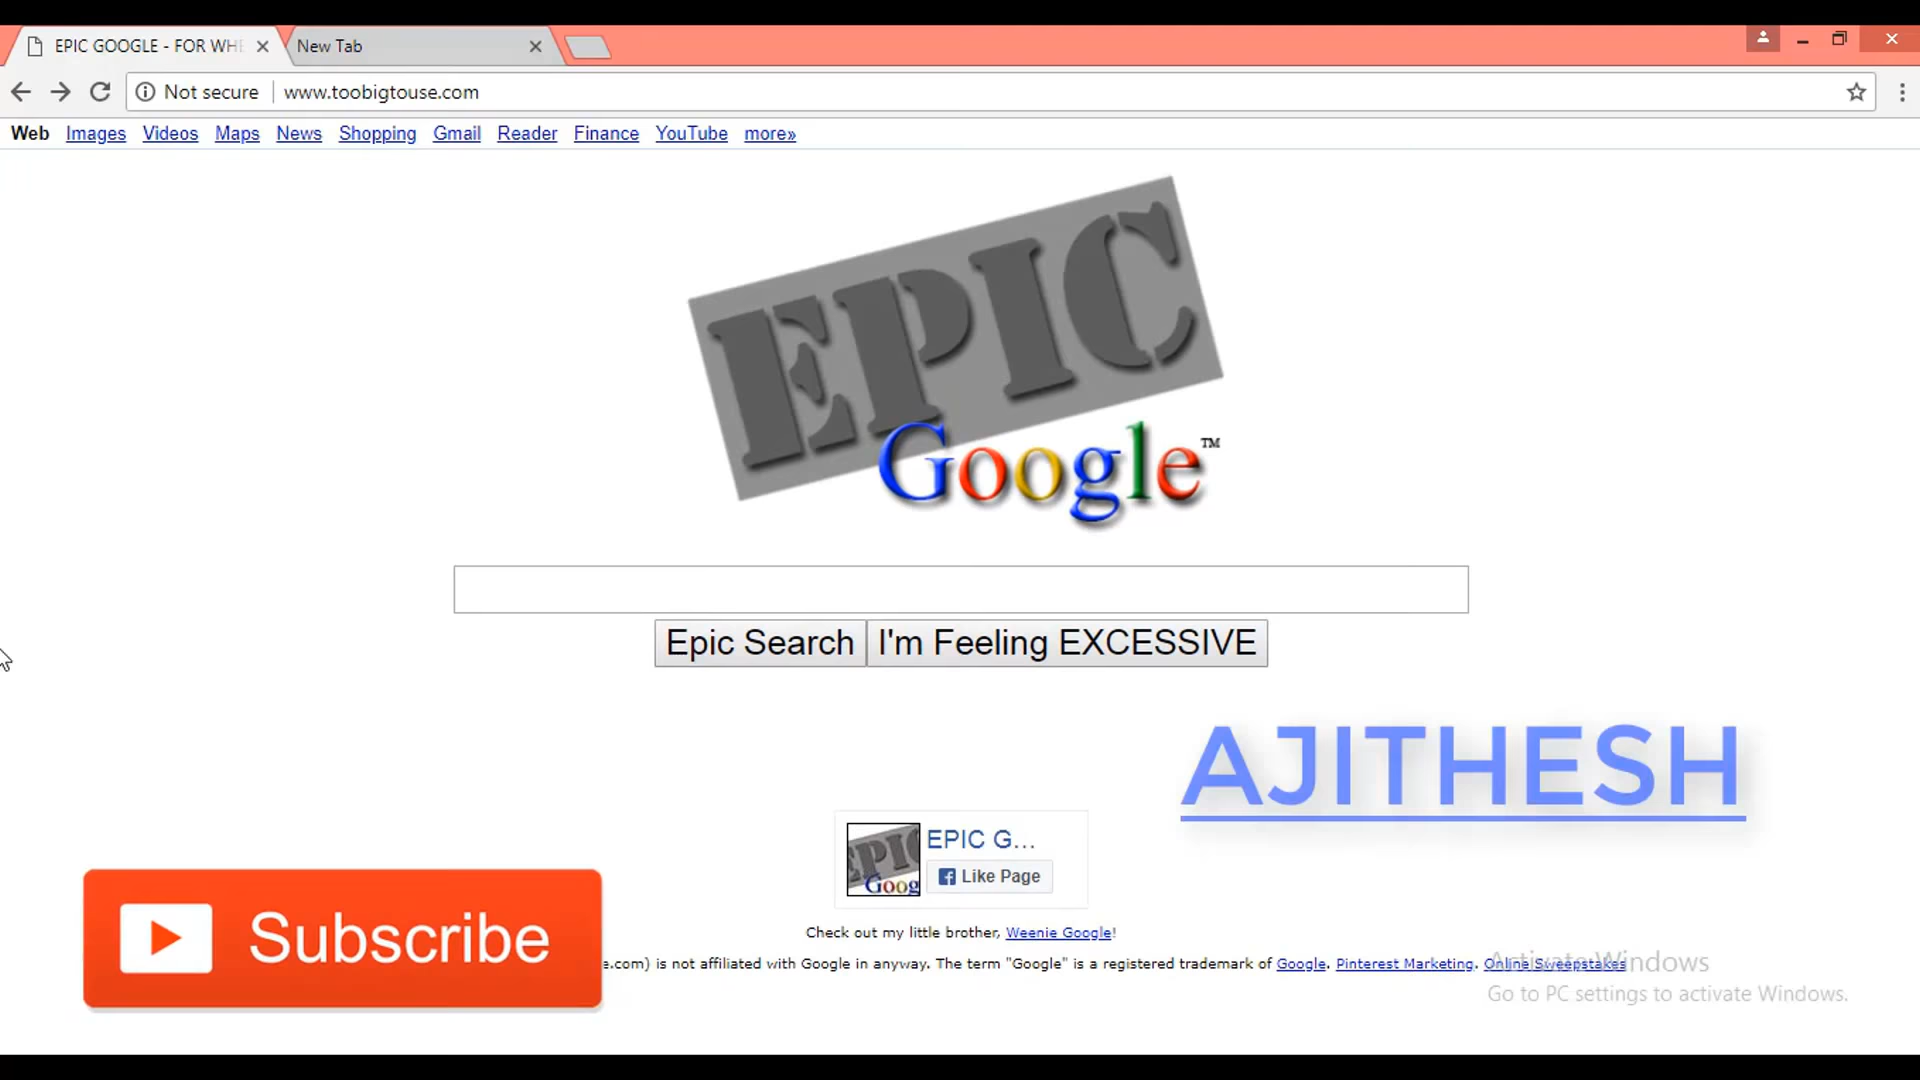 EPIC GOOGLE - FOR WHE
New Tab
Not secure www.toobigtouse.com
Web Images Videos Maps News Shopping Gmail Reader Finance YouTube more»
EPIC
Google™
Epic Search I'm Feeling EXCESSIVE
AJITHESH
EPIC
Goog
EPIC G...
Like Page
Subscribe
Check out my little brother, Weenie Google!
e.com) is not affiliated with Google in anyway. The term "Google" is a registered trademark of Google. Pinterest Marketing. Online Sweepstakes
Activate Windows
Go to PC settings to activate Windows.